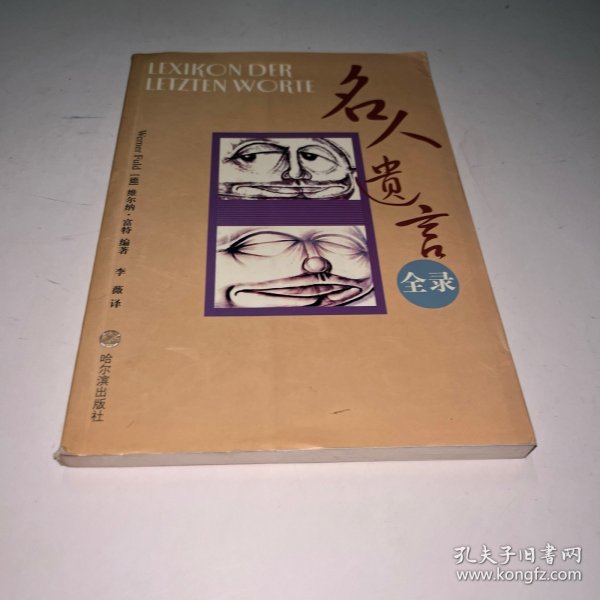 LEXIKON DER
LETZTEN WORTE
名人遗言
全录
Werner Fuld [德] 维尔纳·富特 编著
李薇 译
哈尔滨出版社
孔夫子旧书网
www.kongfz.com